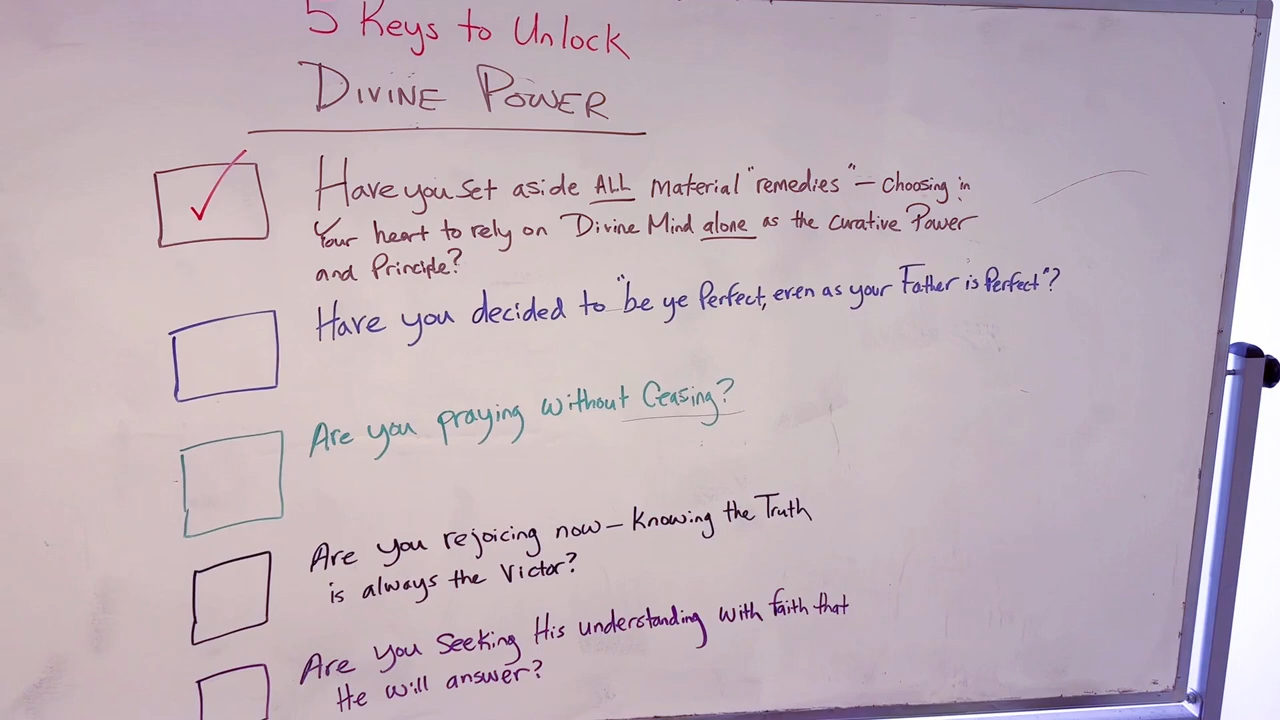 5 Keys to Unlock
DIVINE POWER
Have you set aside ALL material "remedies" – choosing in
Your heart to rely on Divine Mind alone as the curative Power
and Principle?
Have you decided to "be ye Perfect, even as your Father is Perfect"?
Are you praying without Ceasing?
Are you rejoicing now – Knowing the Truth
is always the Victor?
Are you Seeking His understanding with faith that
He will answer?